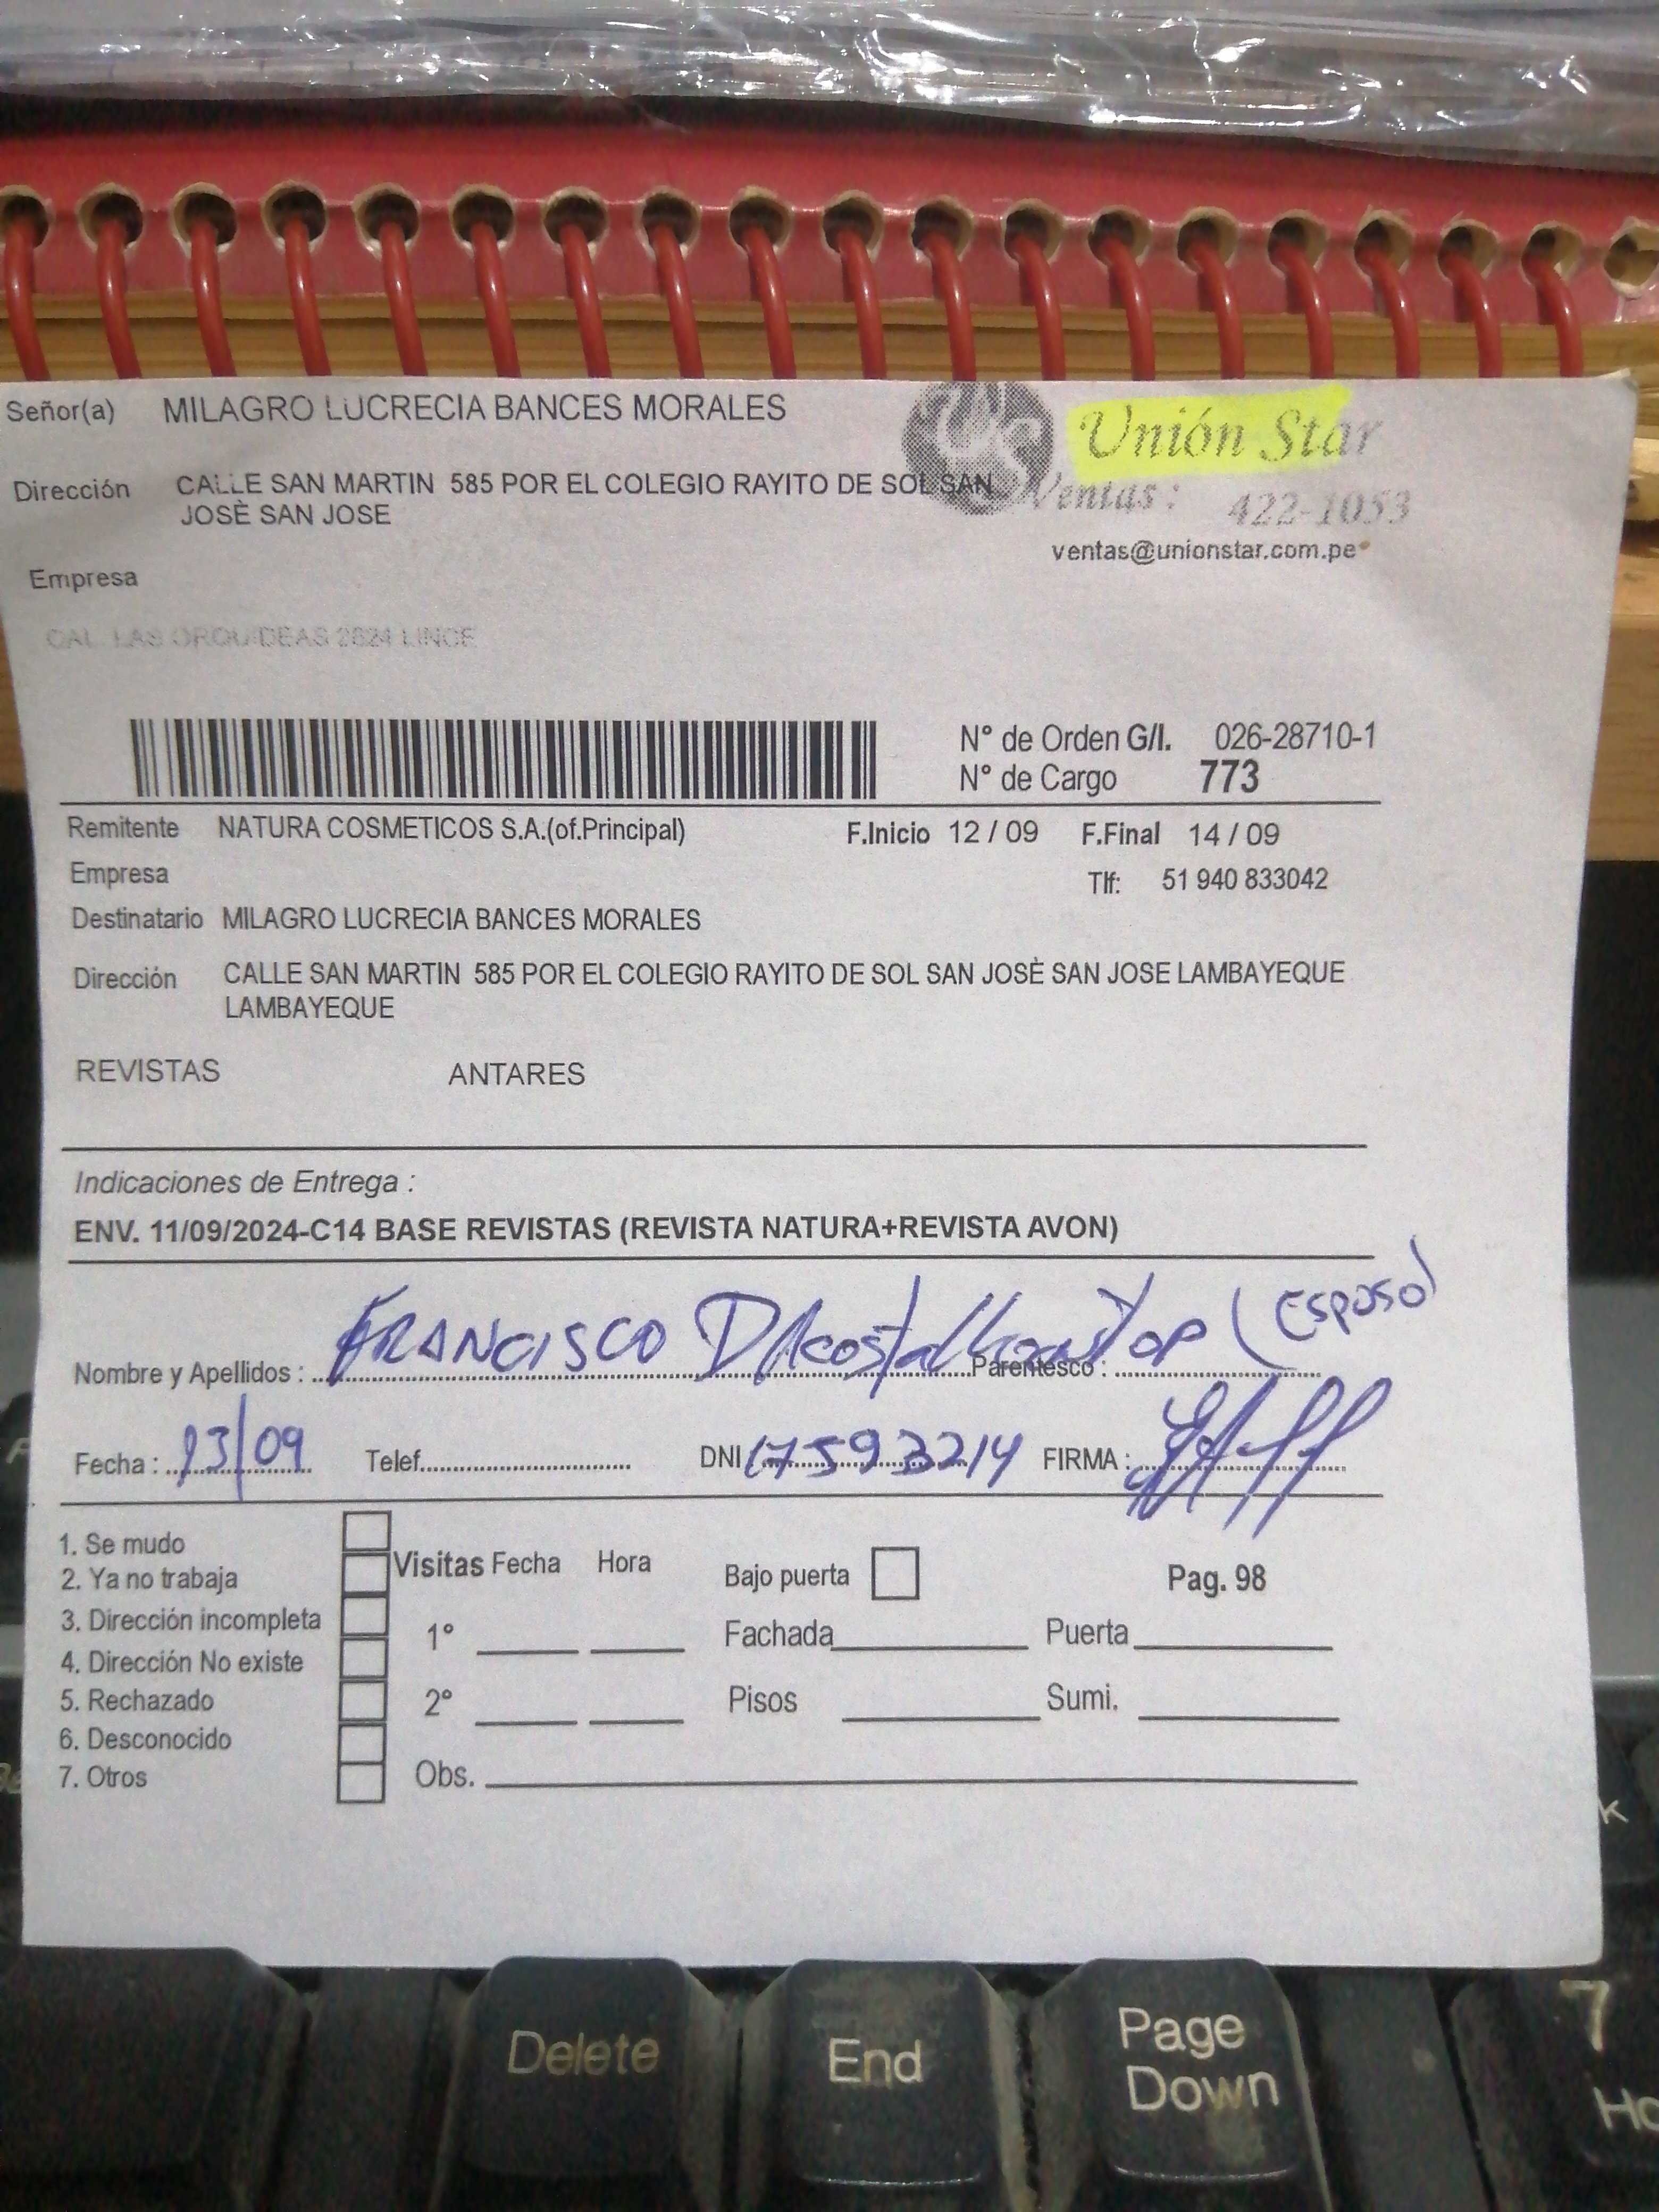 Señor(a) MILAGRO LUCRECIA BANCES MORALES
Unión Star
Dirección CALLE SAN MARTIN 585 POR EL COLEGIO RAYITO DE SOL SAN
JOSÈ SAN JOSE
Ventas: 422-1053
ventas@unionstar.com.pe
Empresa
CAL. LAS ORQUIDEAS 2624 LINCE
N° de Orden G/I. 026-28710-1
N° de Cargo 773
Remitente NATURA COSMETICOS S.A.(of.Principal) F.Inicio 12 / 09 F.Final 14 / 09
Empresa Tlf: 51 940 833042
Destinatario MILAGRO LUCRECIA BANCES MORALES
Dirección CALLE SAN MARTIN 585 POR EL COLEGIO RAYITO DE SOL SAN JOSÈ SAN JOSE LAMBAYEQUE
LAMBAYEQUE
REVISTAS ANTARES
Indicaciones de Entrega :
ENV. 11/09/2024-C14 BASE REVISTAS (REVISTA NATURA+REVISTA AVON)
Nombre y Apellidos : FRANCISCO Parentesco : (Esposo)
Fecha : 13/09 Telef. DNI 17593214 FIRMA :
1. Se mudo
2. Ya no trabaja
3. Dirección incompleta
4. Dirección No existe
5. Rechazado
6. Desconocido
7. Otros
Visitas Fecha Hora Bajo puerta Pag. 98
1° Fachada Puerta
2° Pisos Sumi.
Obs.
Delete
End
Page
Down
7
Ho
k